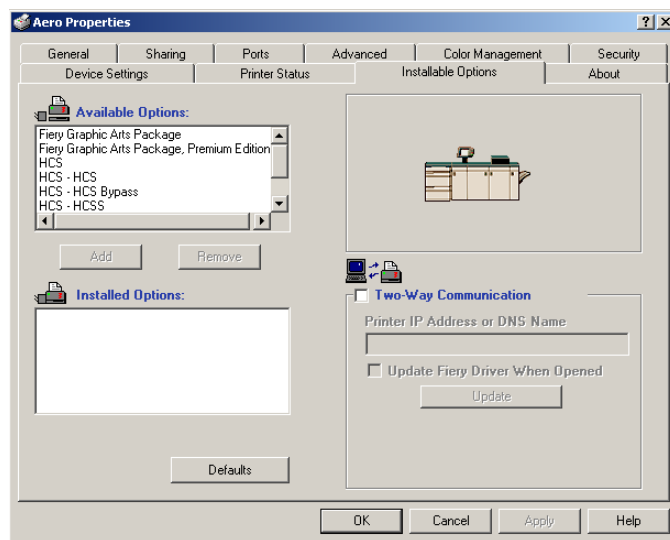 Aero Properties
General Sharing Ports Advanced Color Management Security
Device Settings Printer Status Installable Options About
Available Options:
Fiery Graphic Arts Package
Fiery Graphic Arts Package, Premium Edition
HCS
HCS - HCS
HCS - HCS Bypass
HCS - HCSS
Add Remove
Installed Options:
Defaults
Two-Way Communication
Printer IP Address or DNS Name
Update Fiery Driver When Opened
Update
OK Cancel Apply Help